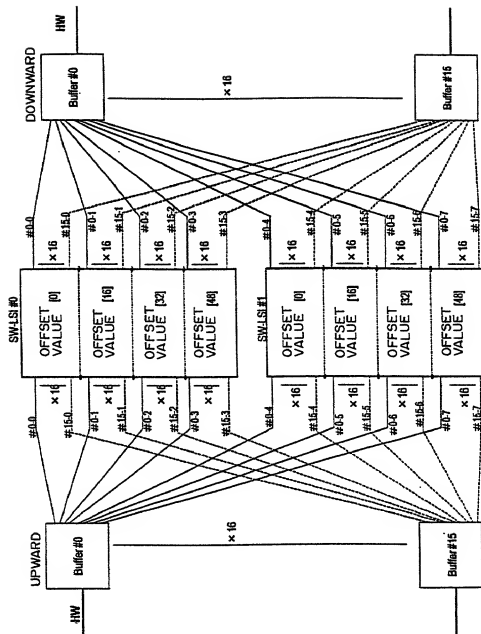 UPWARD
HW
Buffer #0
× 16
Buffer #15
#0-0
#15-0
#0-1
#15-1
#0-2
#15-2
#0-3
#15-3
#0-4
#15-4
#0-5
#15-5
#0-6
#15-6
#0-7
#15-7
SW-LSI #0
× 16
OFFSET VALUE [0]
× 16
× 16
OFFSET VALUE [16]
× 16
× 16
OFFSET VALUE [32]
× 16
× 16
OFFSET VALUE [48]
× 16
SW-LSI #1
× 16
OFFSET VALUE [0]
× 16
× 16
OFFSET VALUE [16]
× 16
× 16
OFFSET VALUE [32]
× 16
× 16
OFFSET VALUE [48]
× 16
#0-0
#15-0
#0-1
#15-1
#0-2
#15-2
#0-3
#15-3
#0-4
#15-4
#0-5
#15-5
#0-6
#15-6
#0-7
#15-7
DOWNWARD
HW
Buffer #0
× 16
Buffer #15